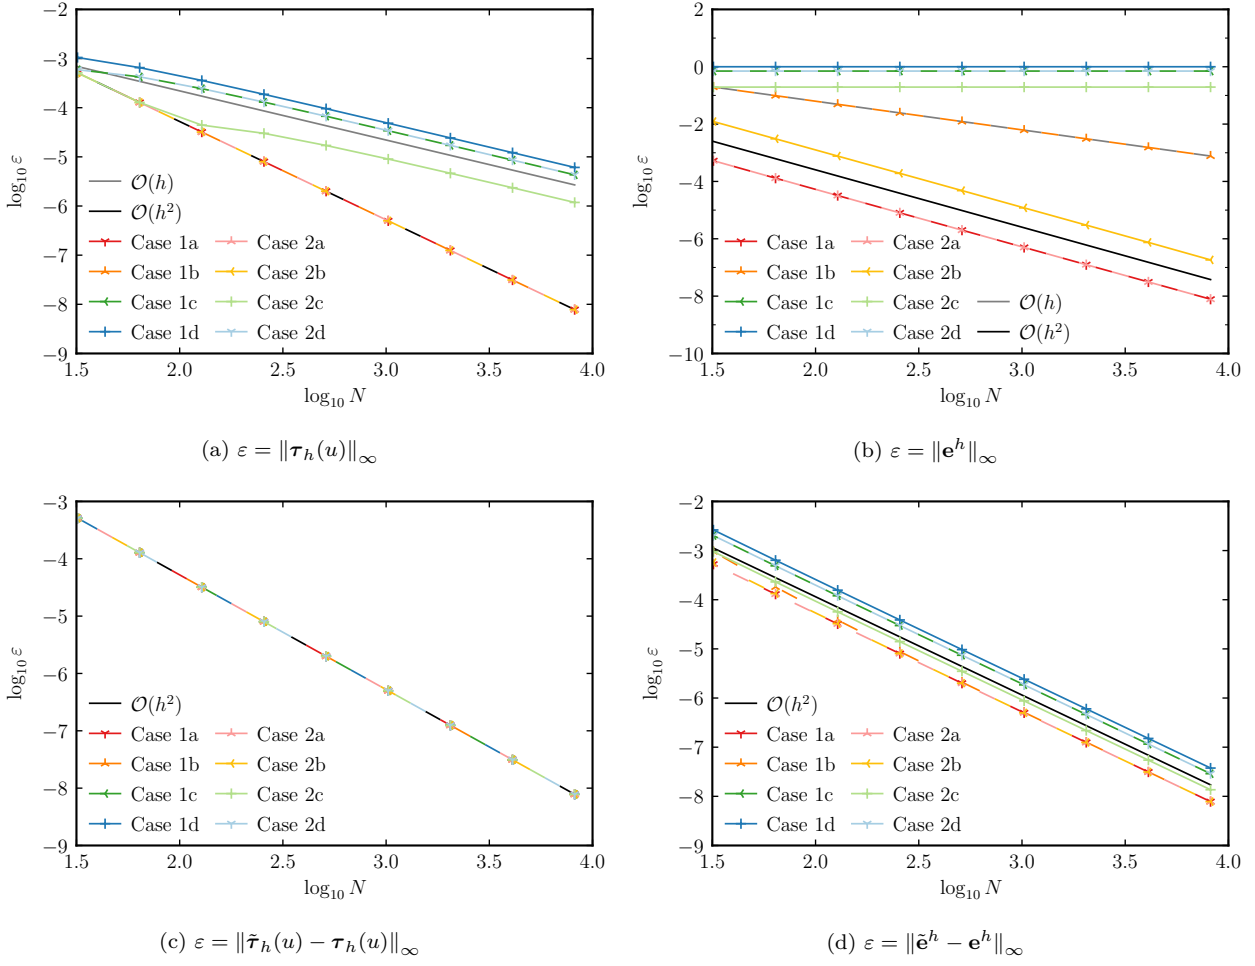 −2
−3
−4
−5
−6
−7
−8
−9
log₁₀ ε
𝒪(h)
𝒪(h²)
Case 1a Case 2a
Case 1b Case 2b
Case 1c Case 2c
Case 1d Case 2d
1.5 2.0 2.5 3.0 3.5 4.0
log₁₀ N
(a) ε = ‖τₕ(u)‖∞
2
0
−2
−4
−6
−8
−10
log₁₀ ε
Case 1a Case 2a
Case 1b Case 2b
Case 1c Case 2c 𝒪(h)
Case 1d Case 2d 𝒪(h²)
1.5 2.0 2.5 3.0 3.5 4.0
log₁₀ N
(b) ε = ‖eʰ‖∞
−3
−4
−5
−6
−7
−8
−9
log₁₀ ε
𝒪(h²)
Case 1a Case 2a
Case 1b Case 2b
Case 1c Case 2c
Case 1d Case 2d
1.5 2.0 2.5 3.0 3.5 4.0
log₁₀ N
(c) ε = ‖τ̃ₕ(u) − τₕ(u)‖∞
−2
−3
−4
−5
−6
−7
−8
−9
log₁₀ ε
𝒪(h²)
Case 1a Case 2a
Case 1b Case 2b
Case 1c Case 2c
Case 1d Case 2d
1.5 2.0 2.5 3.0 3.5 4.0
log₁₀ N
(d) ε = ‖ẽʰ − eʰ‖∞